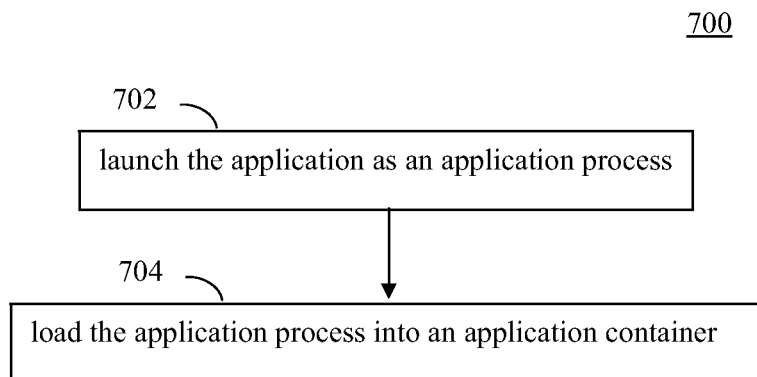 700
702
launch the application as an application process
704
load the application process into an application container